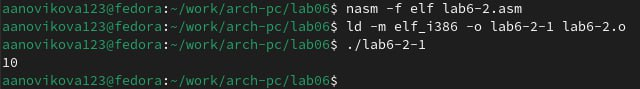 aanovikova123@fedora:~/work/arch-pc/lab06$ nasm -f elf lab6-2.asm
aanovikova123@fedora:~/work/arch-pc/lab06$ ld -m elf_i386 -o lab6-2-1 lab6-2.o
aanovikova123@fedora:~/work/arch-pc/lab06$ ./lab6-2-1
10
aanovikova123@fedora:~/work/arch-pc/lab06$